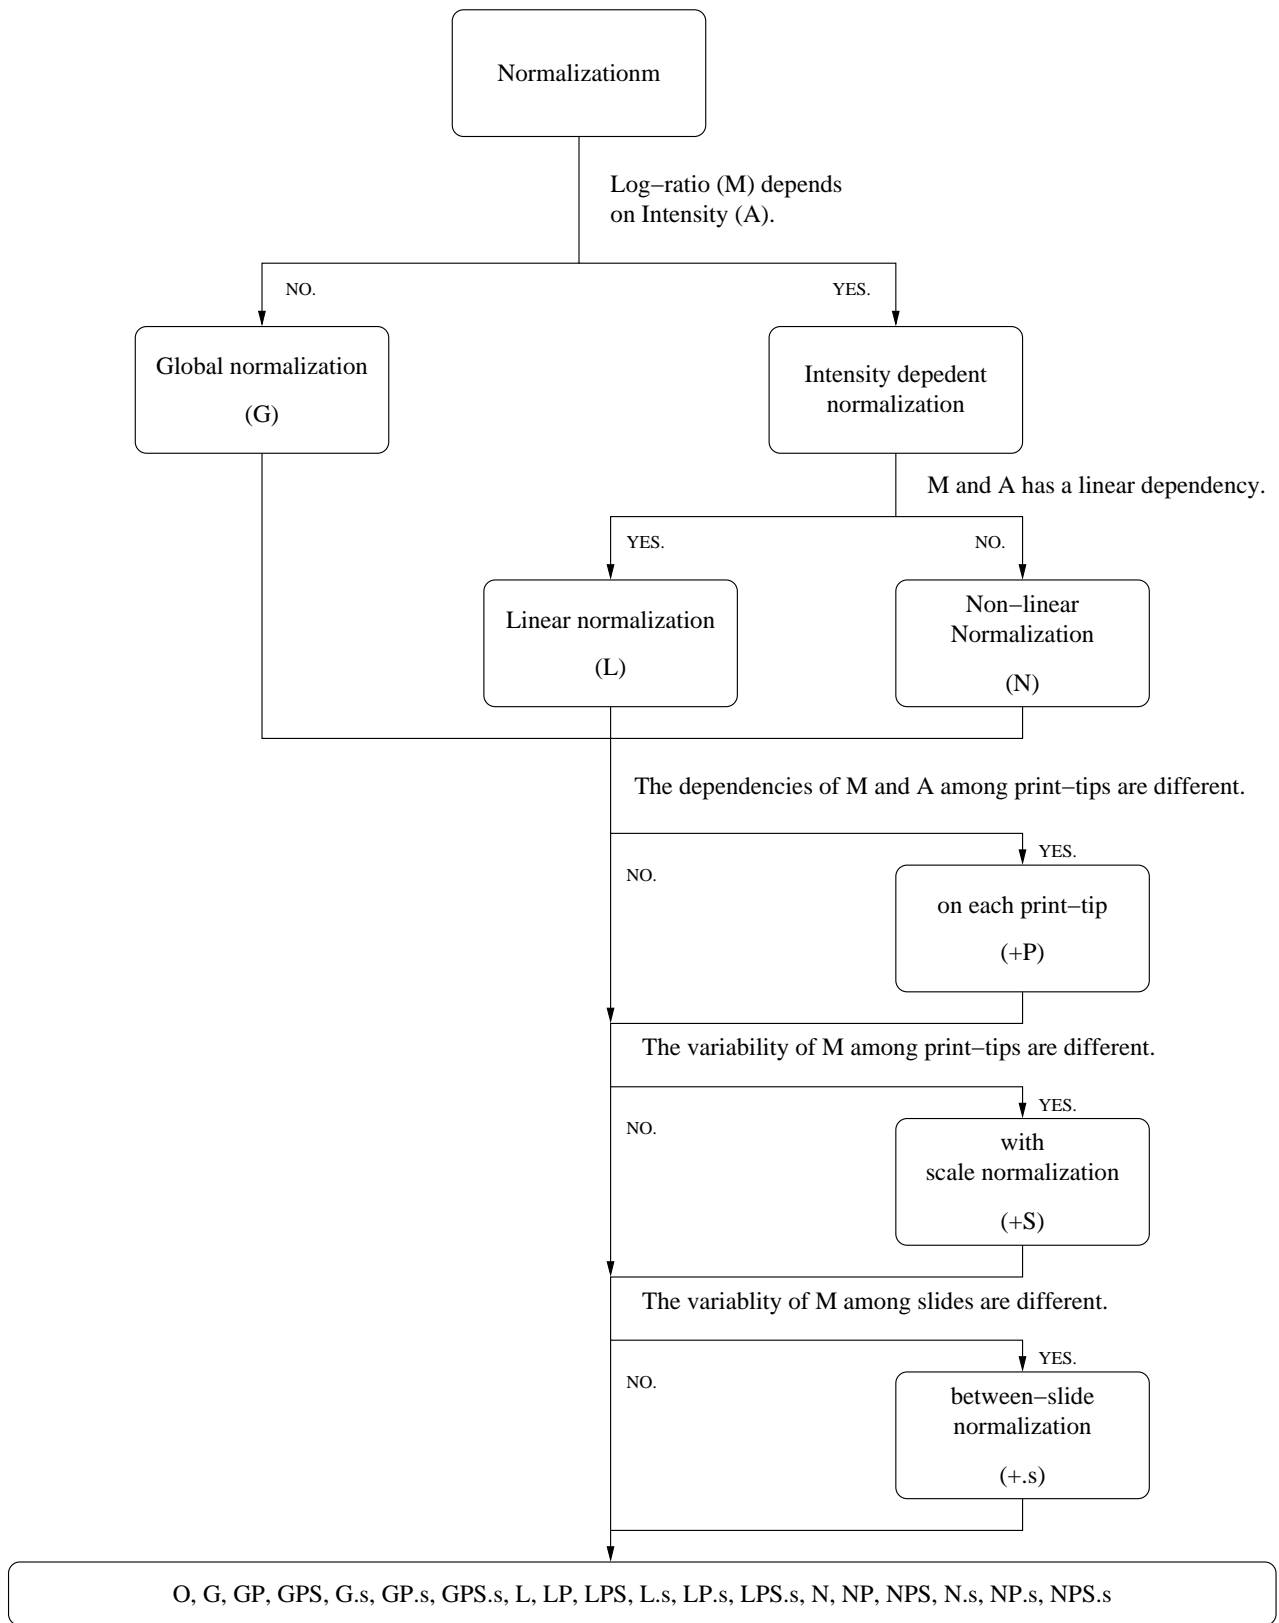 Normalizationm
Log−ratio (M) depends
on Intensity (A).
NO.
YES.
Global normalization
(G)
Intensity depedent
normalization
M and A has a linear dependency.
YES.
NO.
Linear normalization
(L)
Non−linear
Normalization
(N)
The dependencies of M and A among print−tips are different.
YES.
NO.
on each print−tip
(+P)
The variability of M among print−tips are different.
YES.
NO.
with
scale normalization
(+S)
The variablity of M among slides are different.
YES.
NO.
between−slide
normalization
(+.s)
O, G, GP, GPS, G.s, GP.s, GPS.s, L, LP, LPS, L.s, LP.s, LPS.s, N, NP, NPS, N.s, NP.s, NPS.s